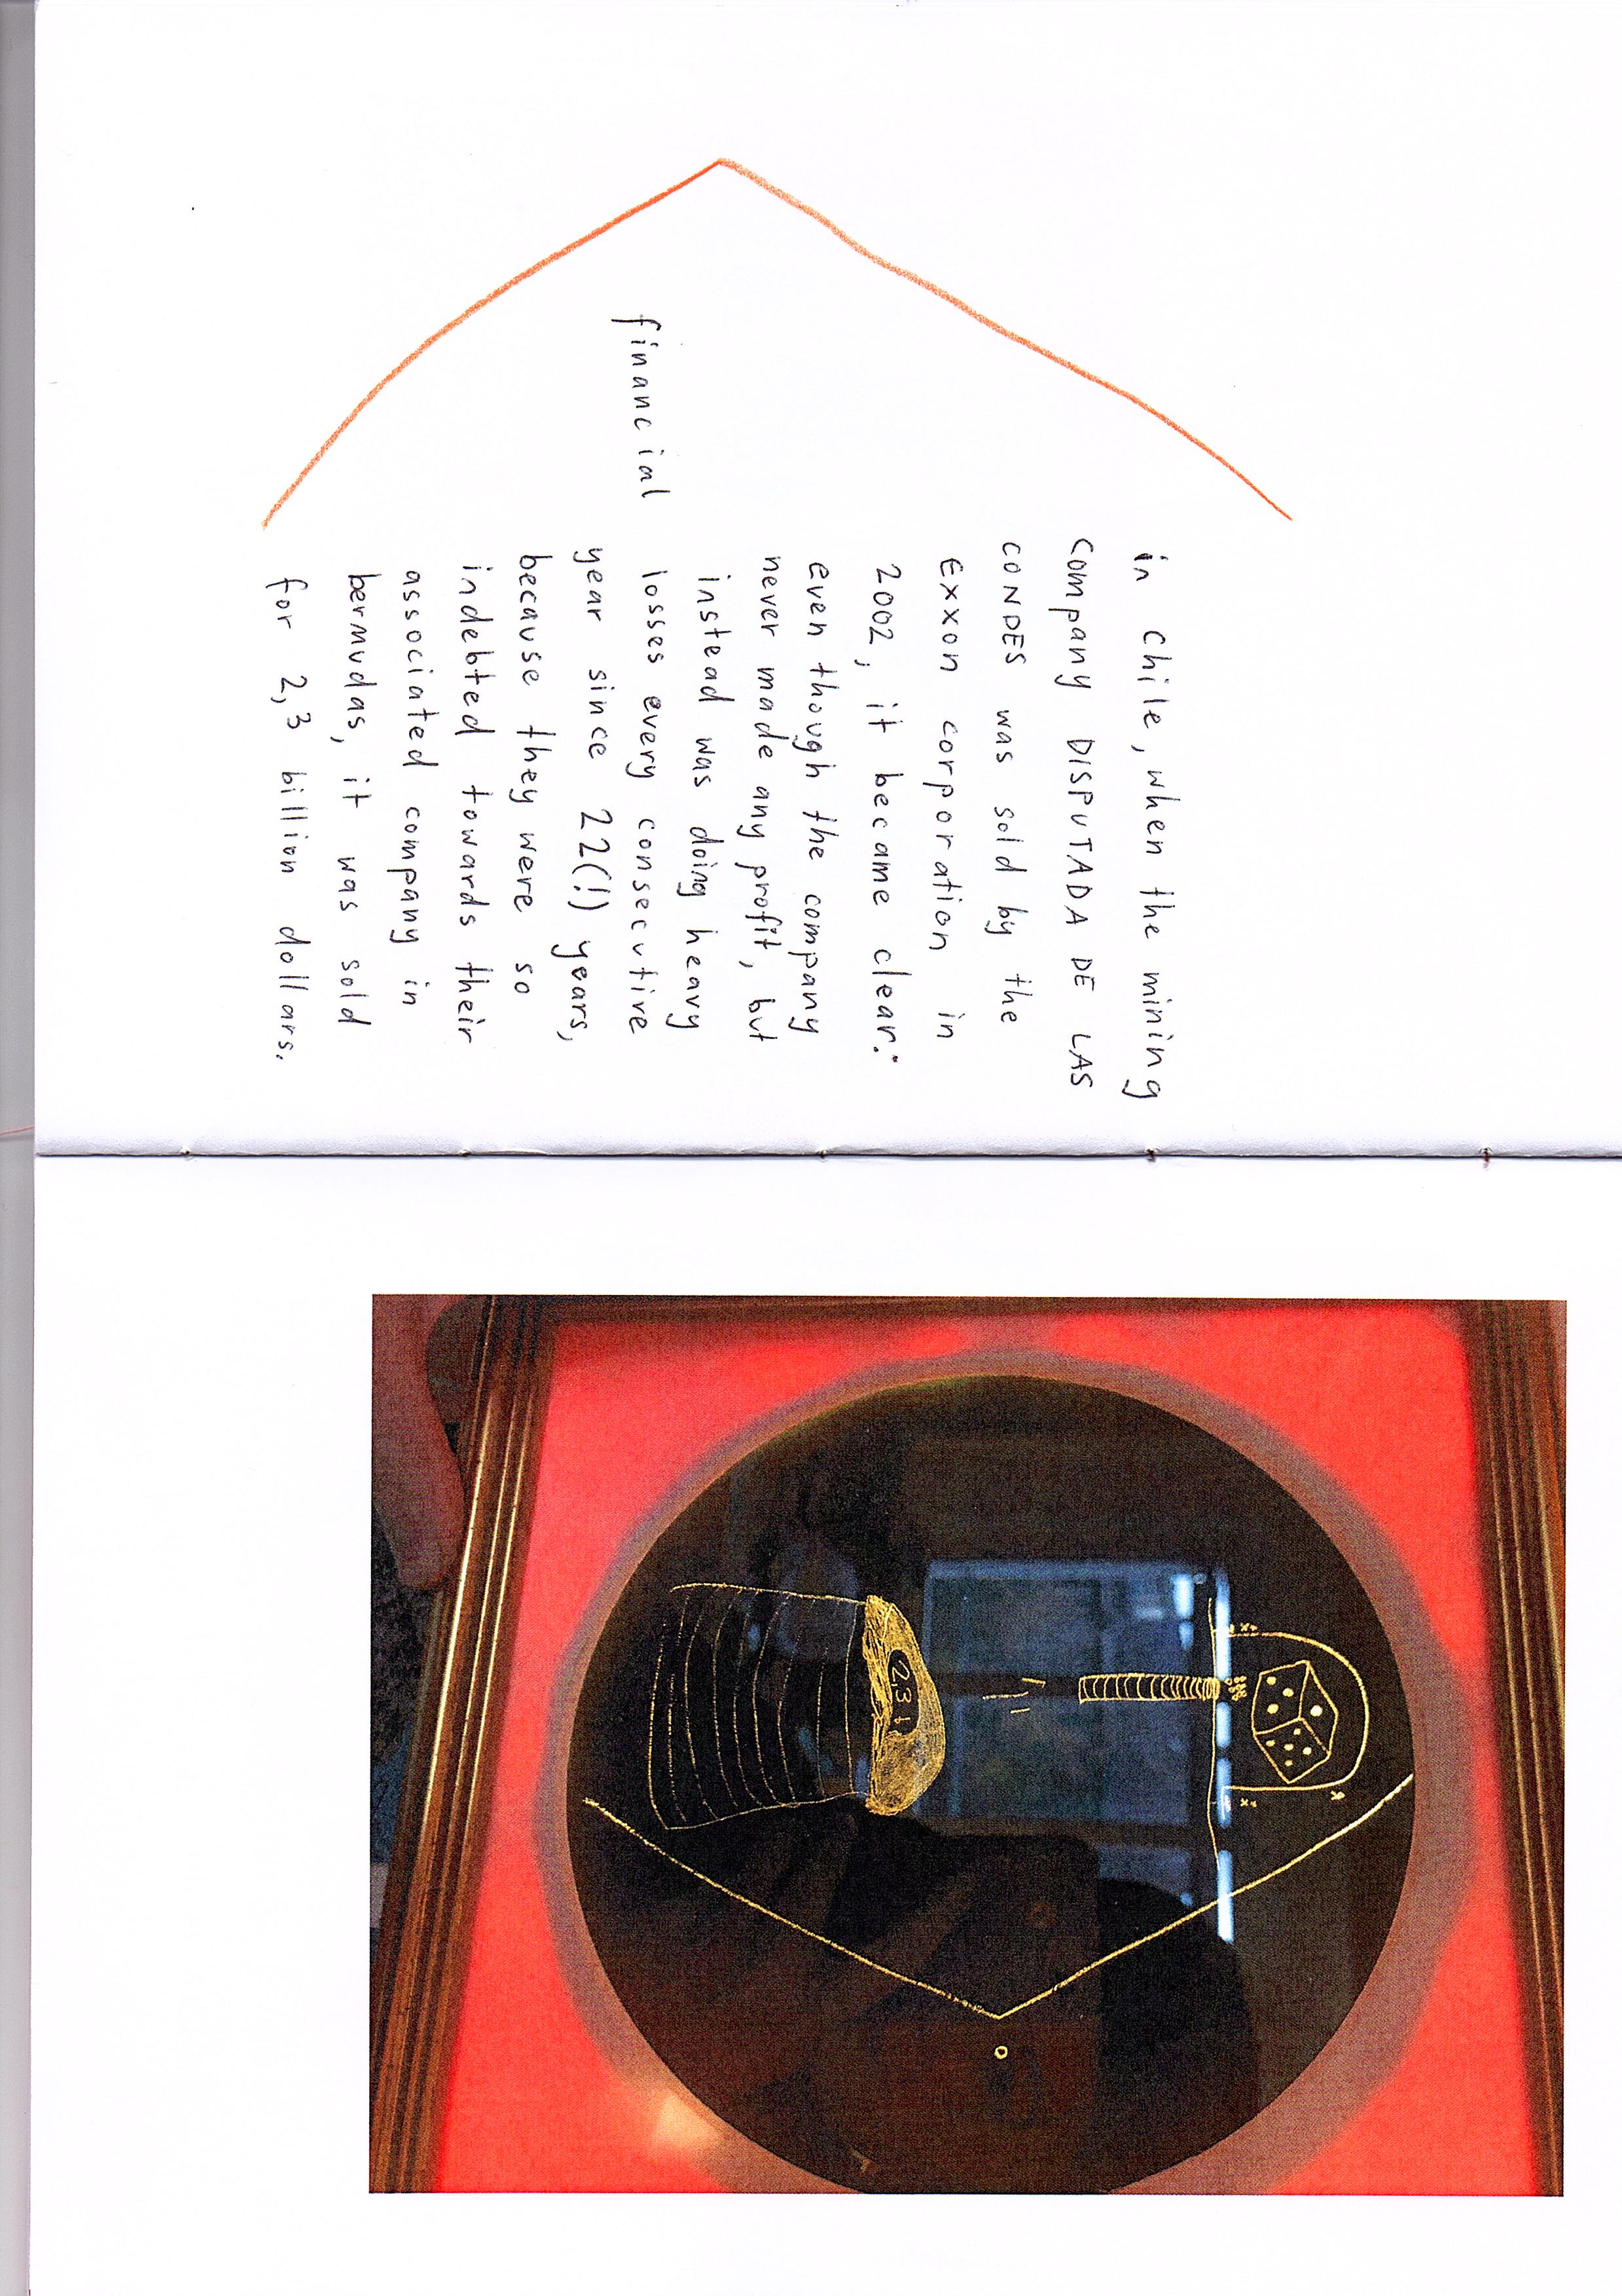 in Chile, when the mining
company DISPUTADA DE LAS
CONDES was sold by the
Exxon corporation in
2002, it became clear:
even though the company
never made any profit, but
instead was doing heavy
financial losses every consecutive
year since 22(!) years,
because they were so
indebted towards their
associated company in
bermudas, it was sold
for 2,3 billion dollars.
2,3